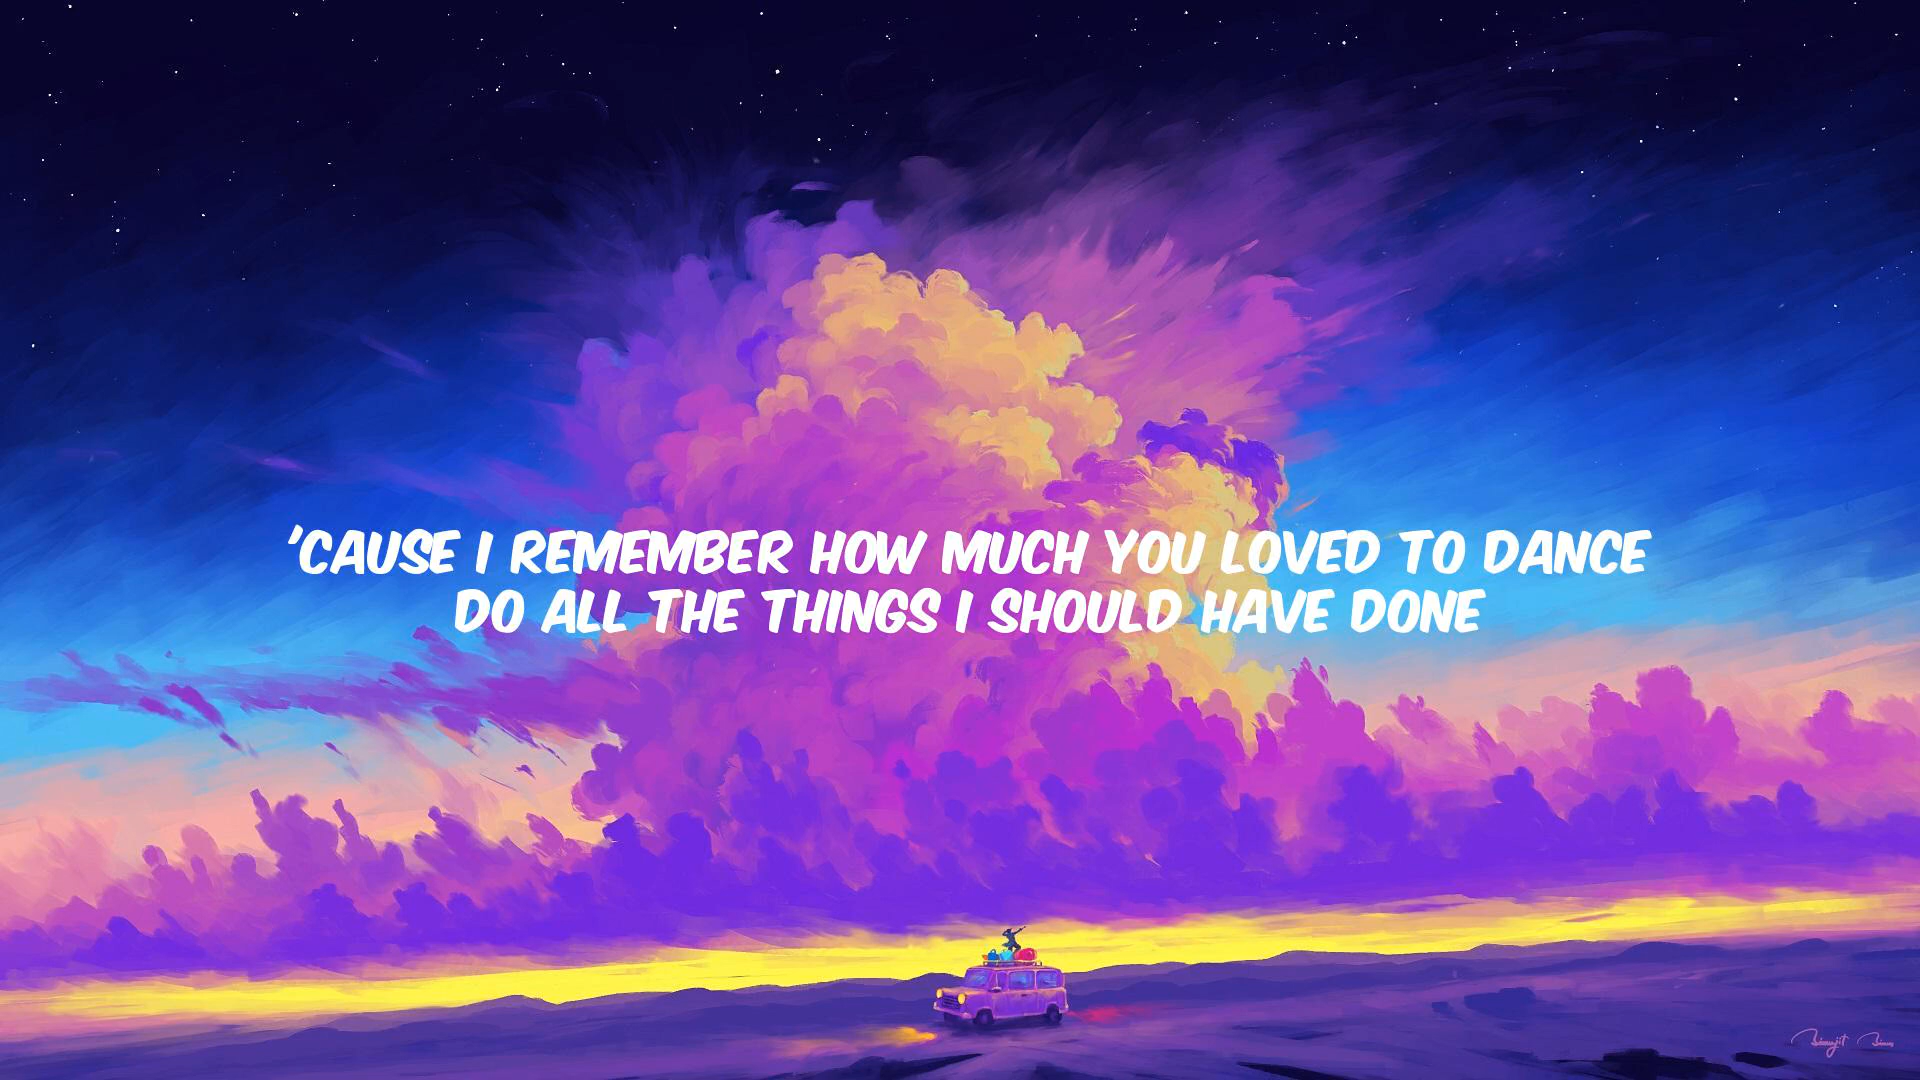 'CAUSE I REMEMBER HOW MUCH YOU LOVED TO DANCE
DO ALL THE THINGS I SHOULD HAVE DONE